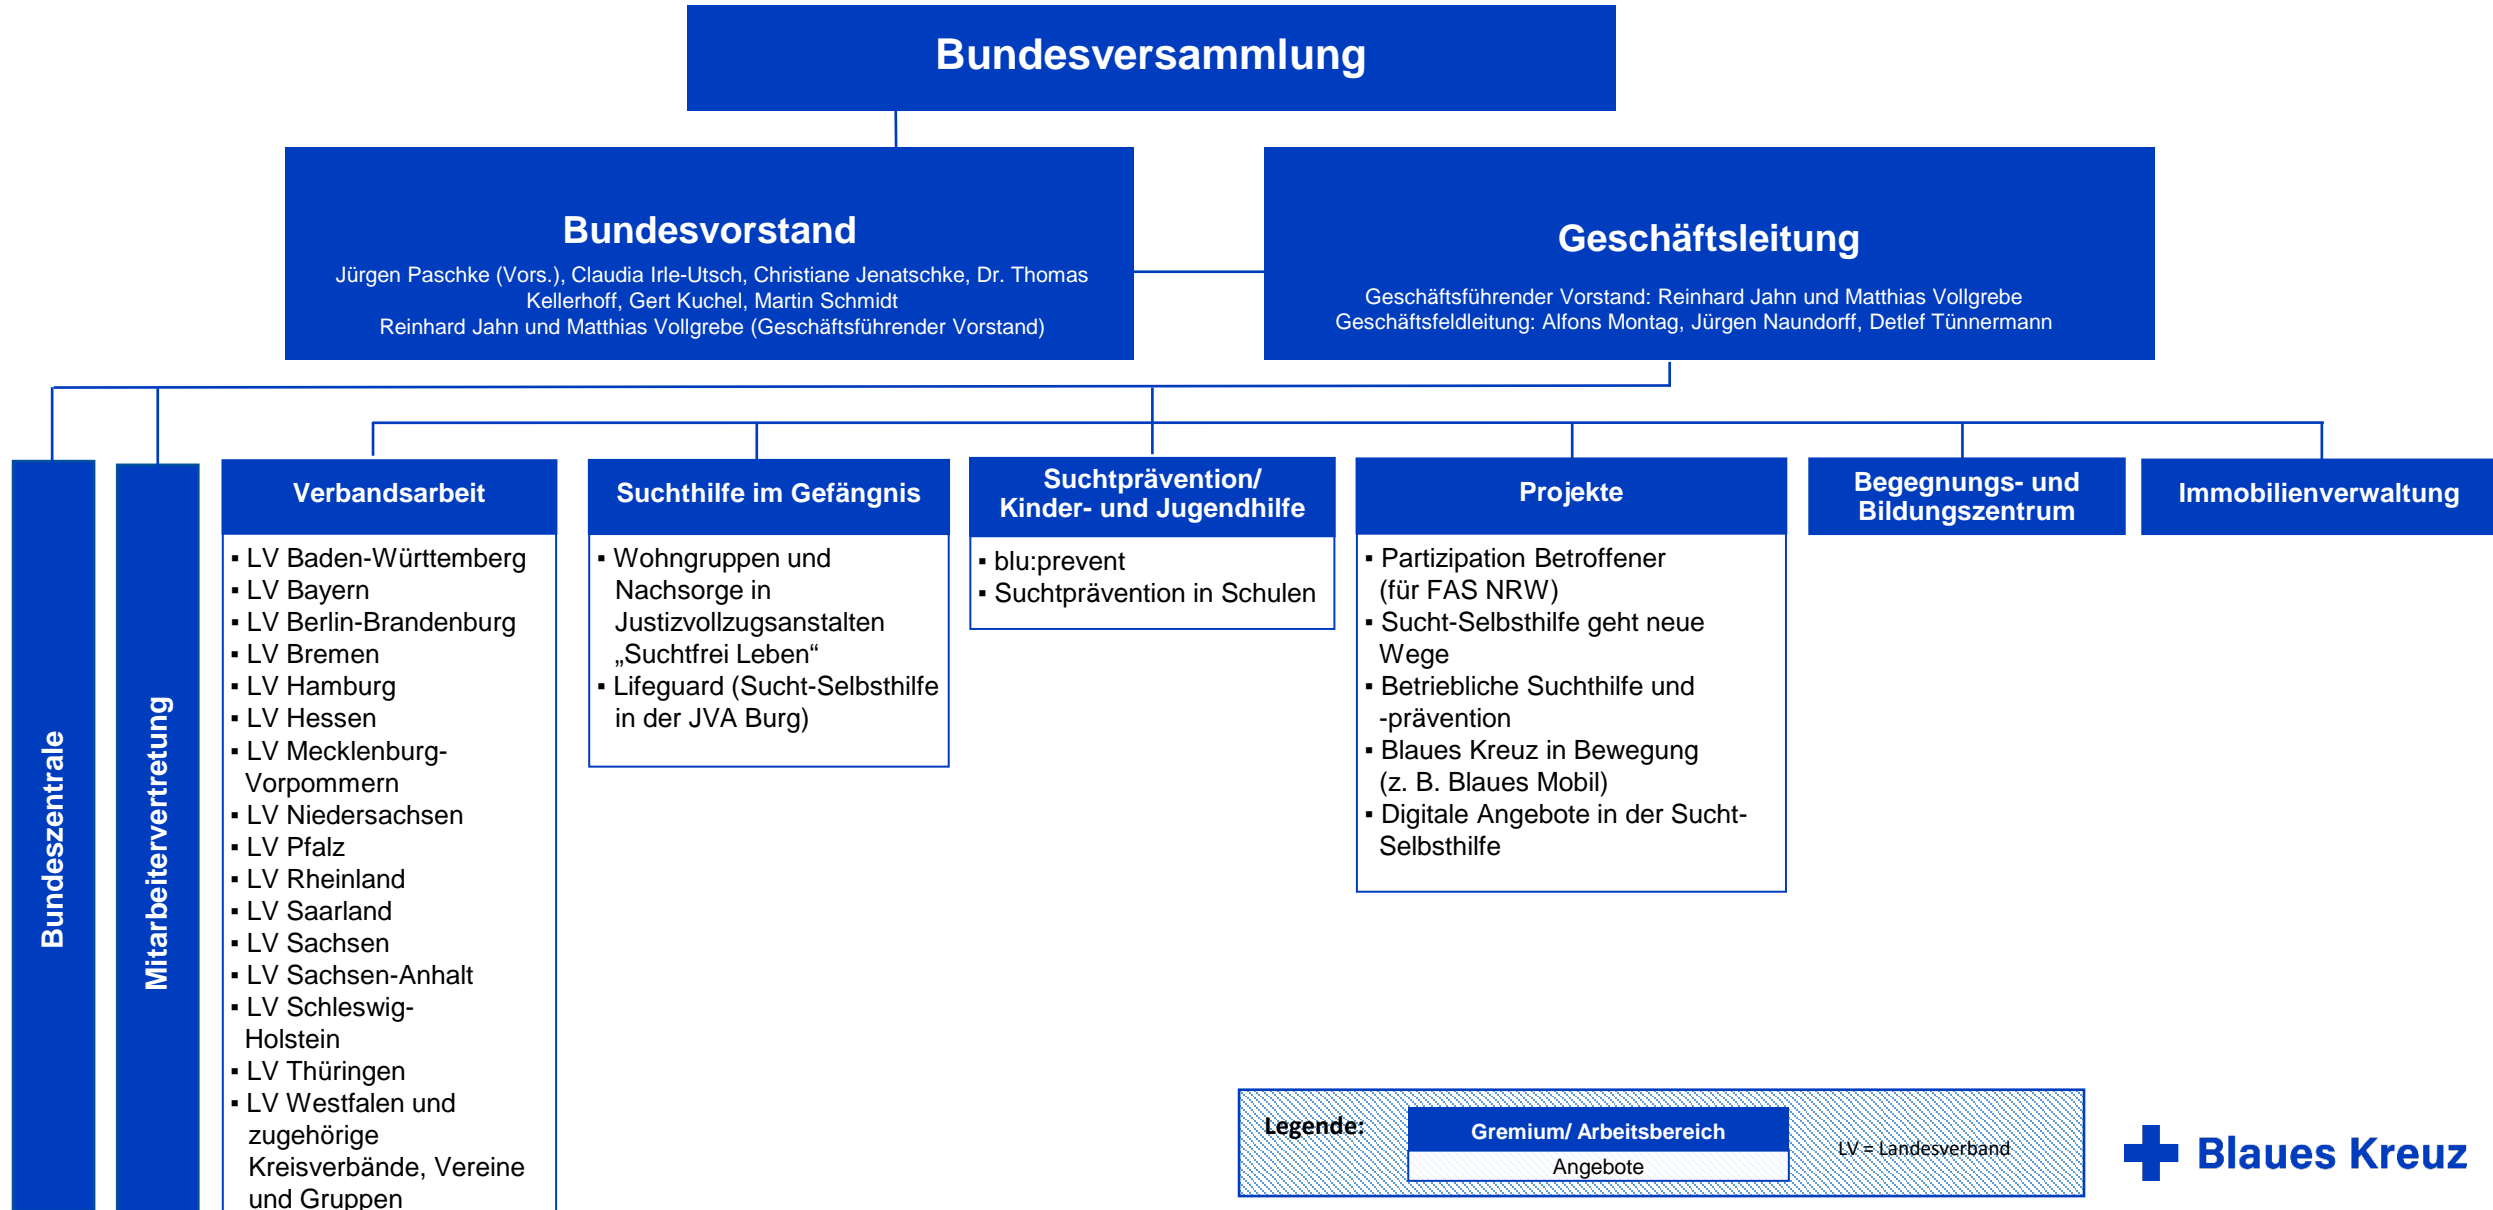 Bundesversammlung
Bundesvorstand
Jürgen Paschke (Vors.), Claudia Irle-Utsch, Christiane Jenatschke, Dr. Thomas
Kellerhoff, Gert Kuchel, Martin Schmidt
Reinhard Jahn und Matthias Vollgrebe (Geschäftsführender Vorstand)
Geschäftsleitung
Geschäftsführender Vorstand: Reinhard Jahn und Matthias Vollgrebe
Geschäftsfeldleitung: Alfons Montag, Jürgen Naundorff, Detlef Tünnermann
Bundeszentrale
Mitarbeitervertretung
Verbandsarbeit
▪ LV Baden-Württemberg
▪ LV Bayern
▪ LV Berlin-Brandenburg
▪ LV Bremen
▪ LV Hamburg
▪ LV Hessen
▪ LV Mecklenburg-
Vorpommern
▪ LV Niedersachsen
▪ LV Pfalz
▪ LV Rheinland
▪ LV Saarland
▪ LV Sachsen
▪ LV Sachsen-Anhalt
▪ LV Schleswig-
Holstein
▪ LV Thüringen
▪ LV Westfalen und
zugehörige
Kreisverbände, Vereine
und Gruppen
Suchthilfe im Gefängnis
▪ Wohngruppen und
Nachsorge in
Justizvollzugsanstalten
„Suchtfrei Leben“
▪ Lifeguard (Sucht-Selbsthilfe
in der JVA Burg)
Suchtprävention/
Kinder- und Jugendhilfe
▪ blu:prevent
▪ Suchtprävention in Schulen
Projekte
▪ Partizipation Betroffener
(für FAS NRW)
▪ Sucht-Selbsthilfe geht neue
Wege
▪ Betriebliche Suchthilfe und
-prävention
▪ Blaues Kreuz in Bewegung
(z. B. Blaues Mobil)
▪ Digitale Angebote in der Sucht-
Selbsthilfe
Begegnungs- und
Bildungszentrum
Immobilienverwaltung
Legende:
Gremium/ Arbeitsbereich
Angebote
LV = Landesverband
Blaues Kreuz